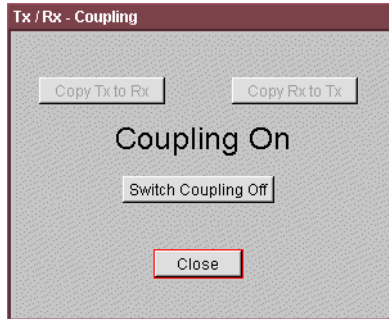 Tx / Rx - Coupling
Copy Tx to Rx
Copy Rx to Tx
Coupling On
Switch Coupling Off
Close